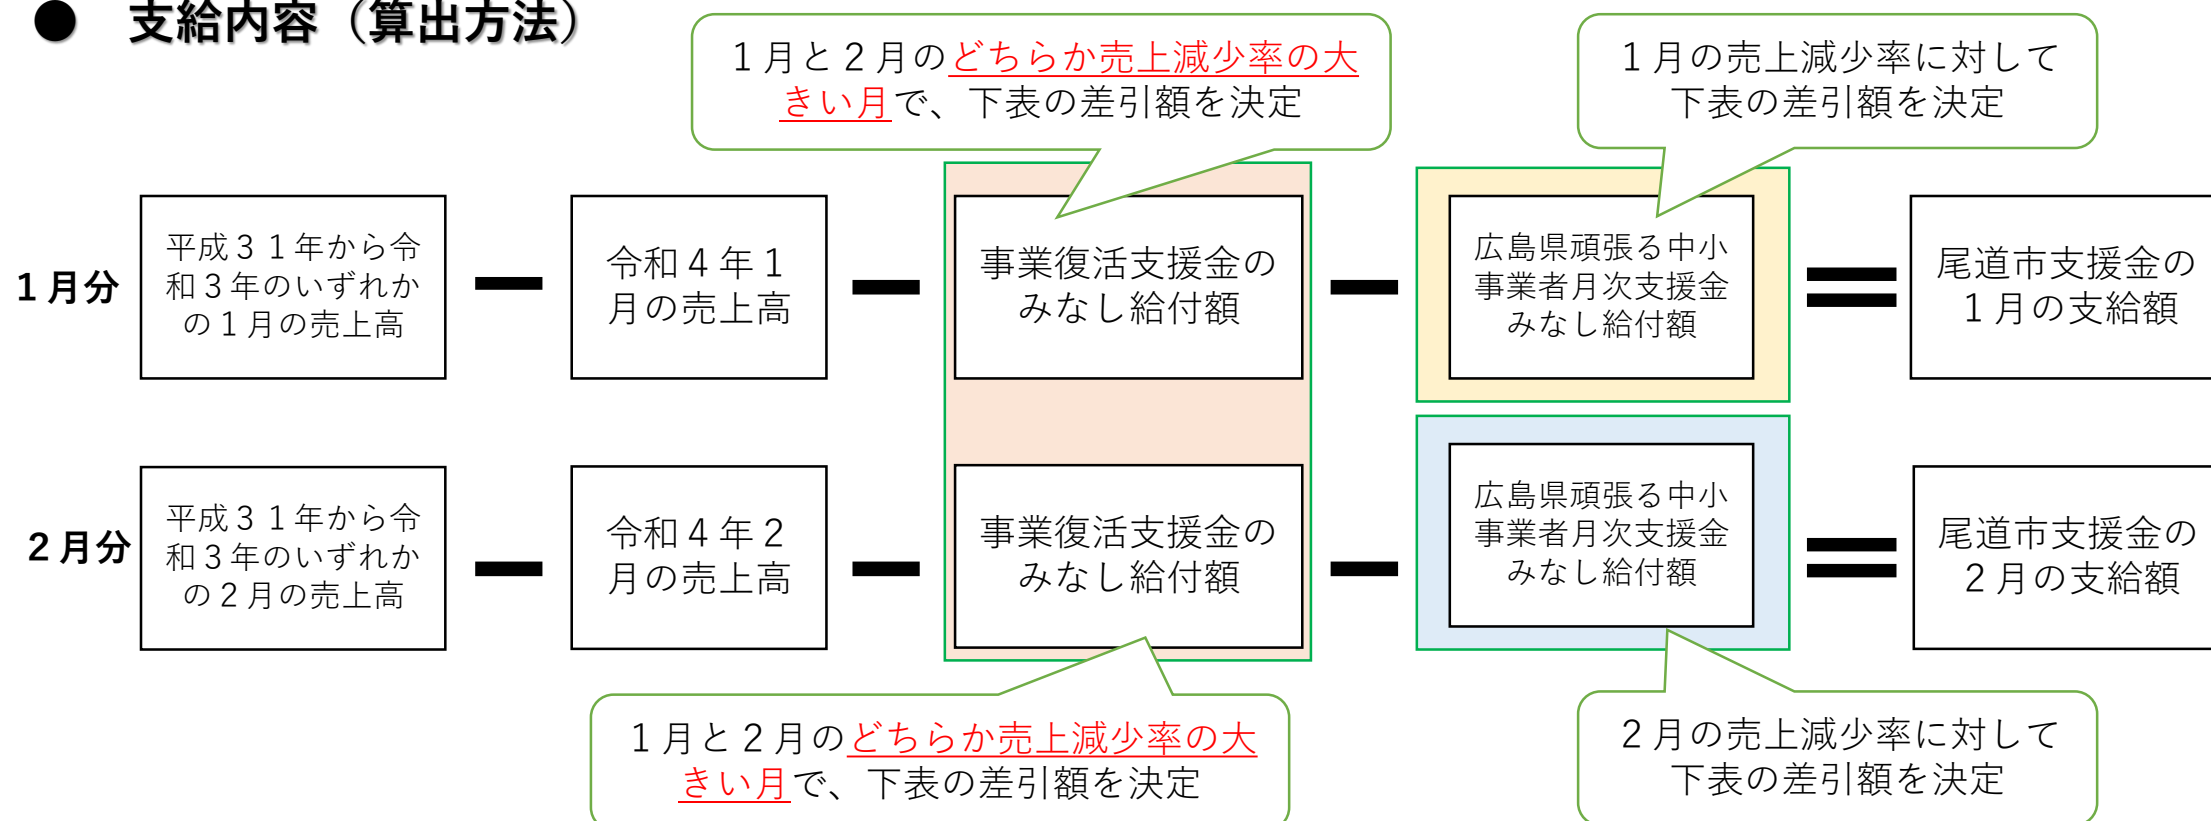 ● 支給内容（算出方法）
１月と２月のどちらか売上減少率の大
きい月で、下表の差引額を決定
１月の売上減少率に対して
下表の差引額を決定
１月分
平成３１年から令
和３年のいずれか
の１月の売上高
令和４年１
月の売上高
事業復活支援金の
みなし給付額
広島県頑張る中小
事業者月次支援金
みなし給付額
尾道市支援金の
１月の支給額
２月分
平成３１年から令
和３年のいずれか
の２月の売上高
令和４年２
月の売上高
事業復活支援金の
みなし給付額
広島県頑張る中小
事業者月次支援金
みなし給付額
尾道市支援金の
２月の支給額
１月と２月のどちらか売上減少率の大
きい月で、下表の差引額を決定
２月の売上減少率に対して
下表の差引額を決定